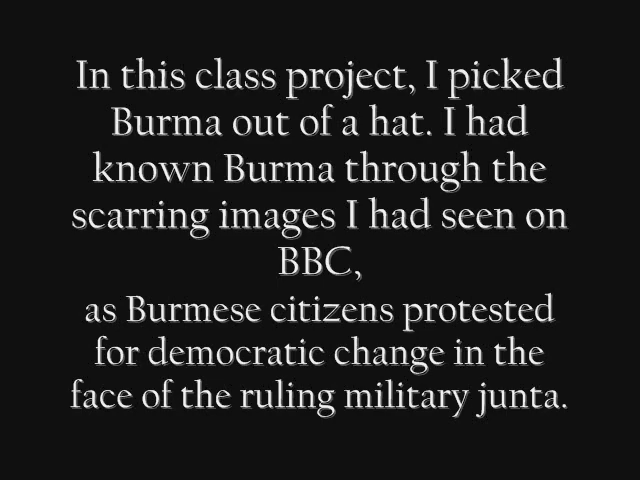 In this class project, I picked
Burma out of a hat. I had
known Burma through the
scarring images I had seen on
BBC,
as Burmese citizens protested
for democratic change in the
face of the ruling military junta.